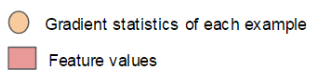 Gradient statistics of each example
Feature values